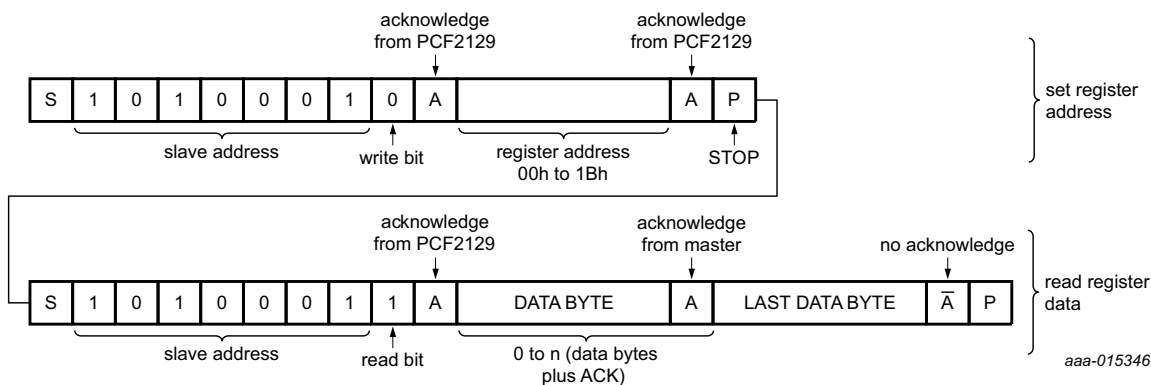 acknowledge
from PCF2129
acknowledge
from PCF2129
S 1 0 1 0 0 0 1 0 A A P
set register
address
slave address
write bit
register address
00h to 1Bh
STOP
acknowledge
from PCF2129
acknowledge
from master
no acknowledge
S 1 0 1 0 0 0 1 1 A DATA BYTE A LAST DATA BYTE A̅ P
read register
data
slave address
read bit
0 to n (data bytes
plus ACK)
aaa-015346